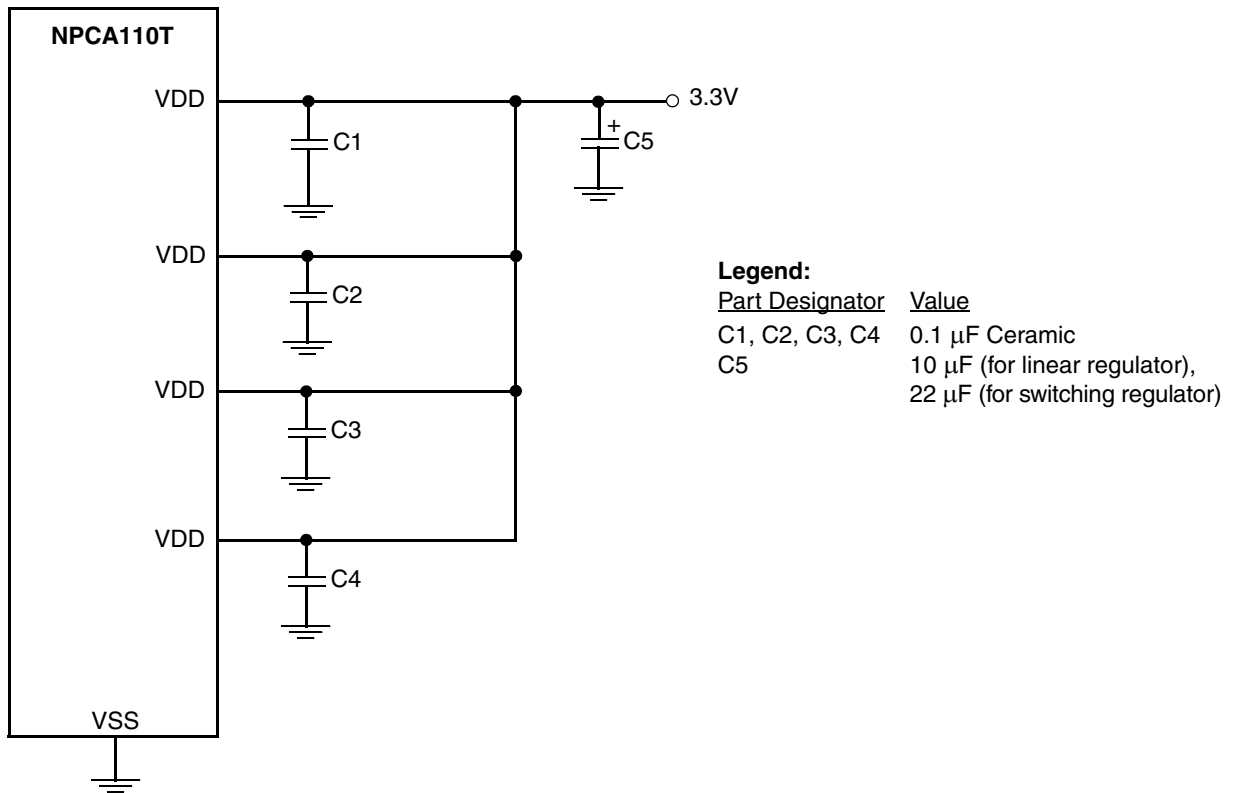 NPCA110T
VDD
3.3V
C1
+
C5
VDD
C2
VDD
C3
VDD
C4
VSS
Legend:
Part Designator Value
C1, C2, C3, C4 0.1 μF Ceramic
C5 10 μF (for linear regulator),
22 μF (for switching regulator)